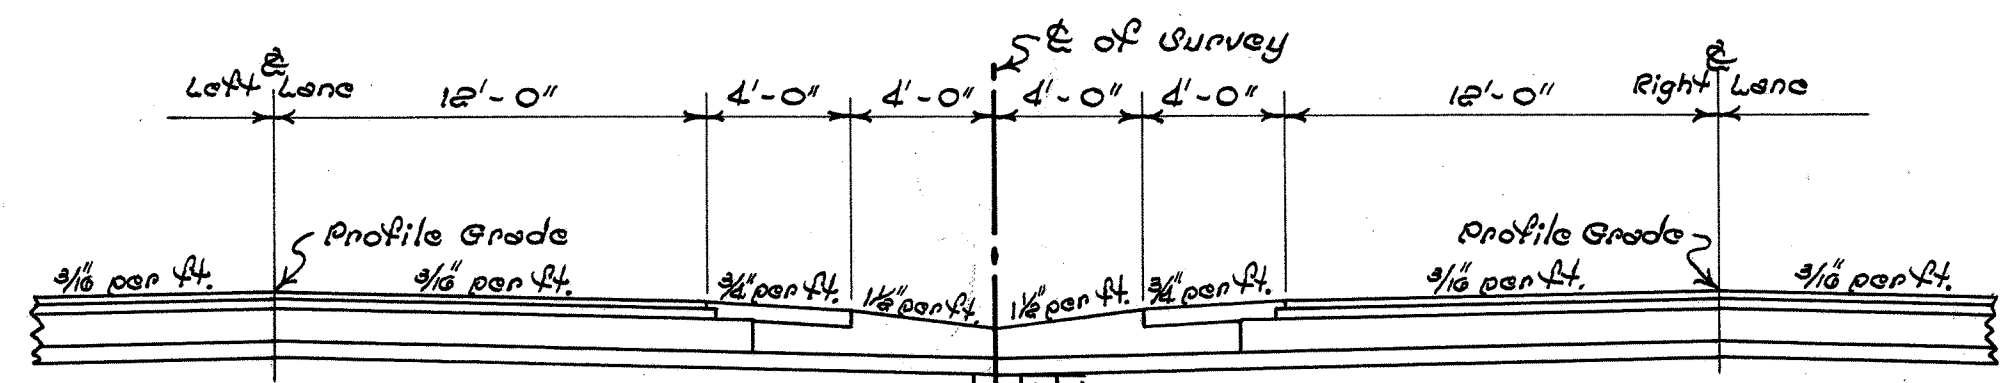 ℄ of Survey
℄
Left Lane
12'-0"
4'-0"
4'-0"
4'-0"
4'-0"
12'-0"
℄
Right Lane
Profile Grade
Profile Grade
3/16" per ft.
3/16" per ft.
3/4" per ft.
1 1/2" per ft.
1 1/2" per ft.
3/4" per ft.
3/16" per ft.
3/16" per ft.